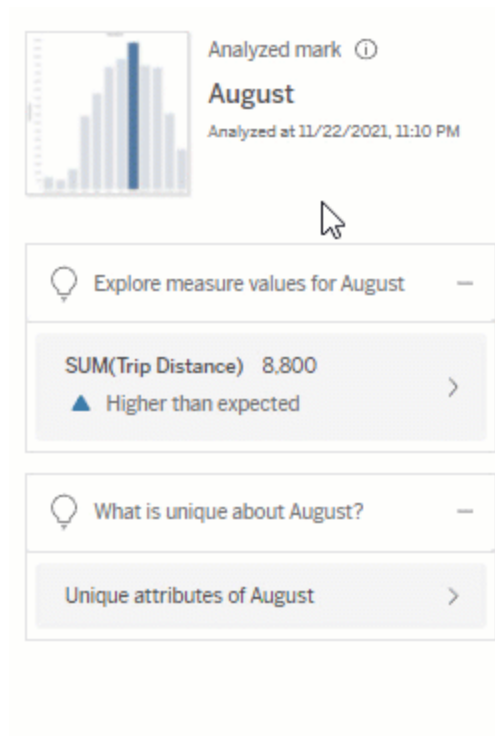 Analyzed mark
August
Analyzed at 11/22/2021, 11:10 PM
Explore measure values for August
SUM(Trip Distance) 8,800
Higher than expected
What is unique about August?
Unique attributes of August